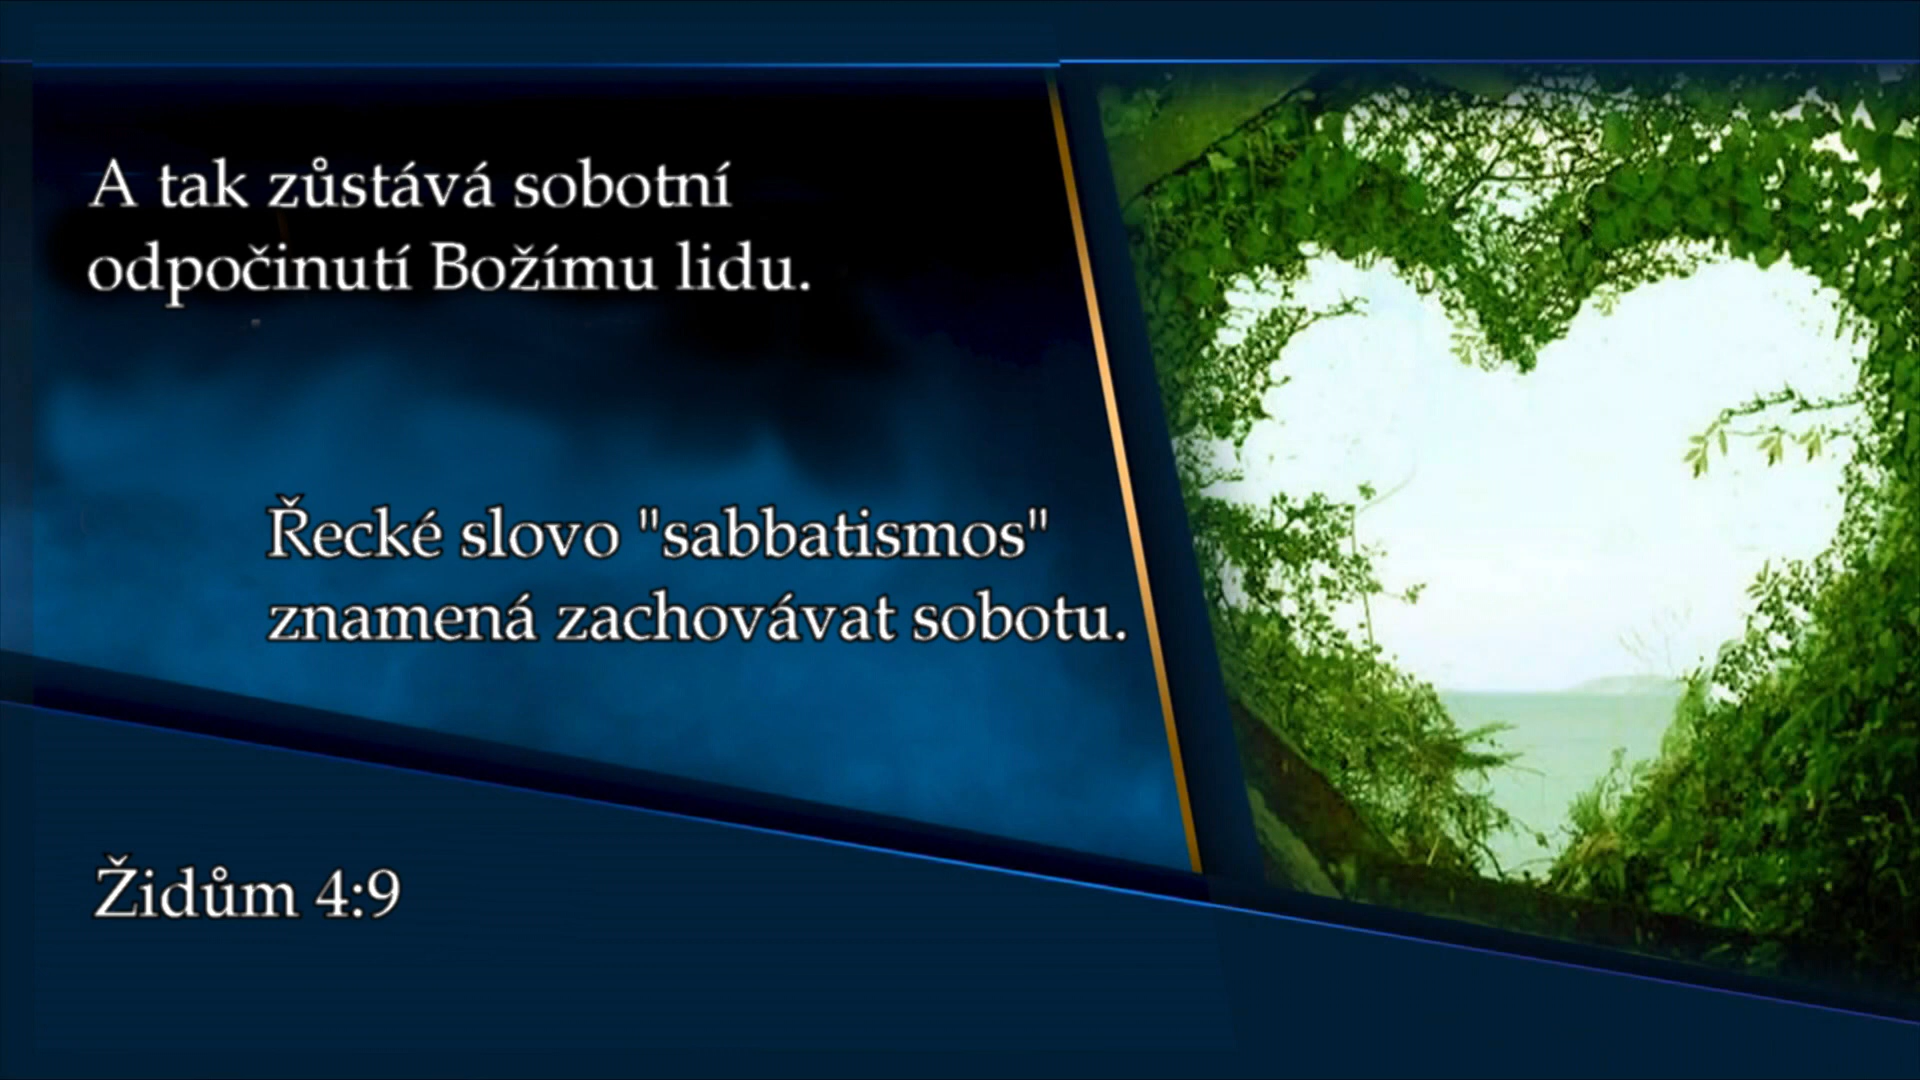 A tak zůstává sobotní
odpočinutí Božímu lidu.
Řecké slovo "sabbatismos"
znamená zachovávat sobotu.
Židům 4:9